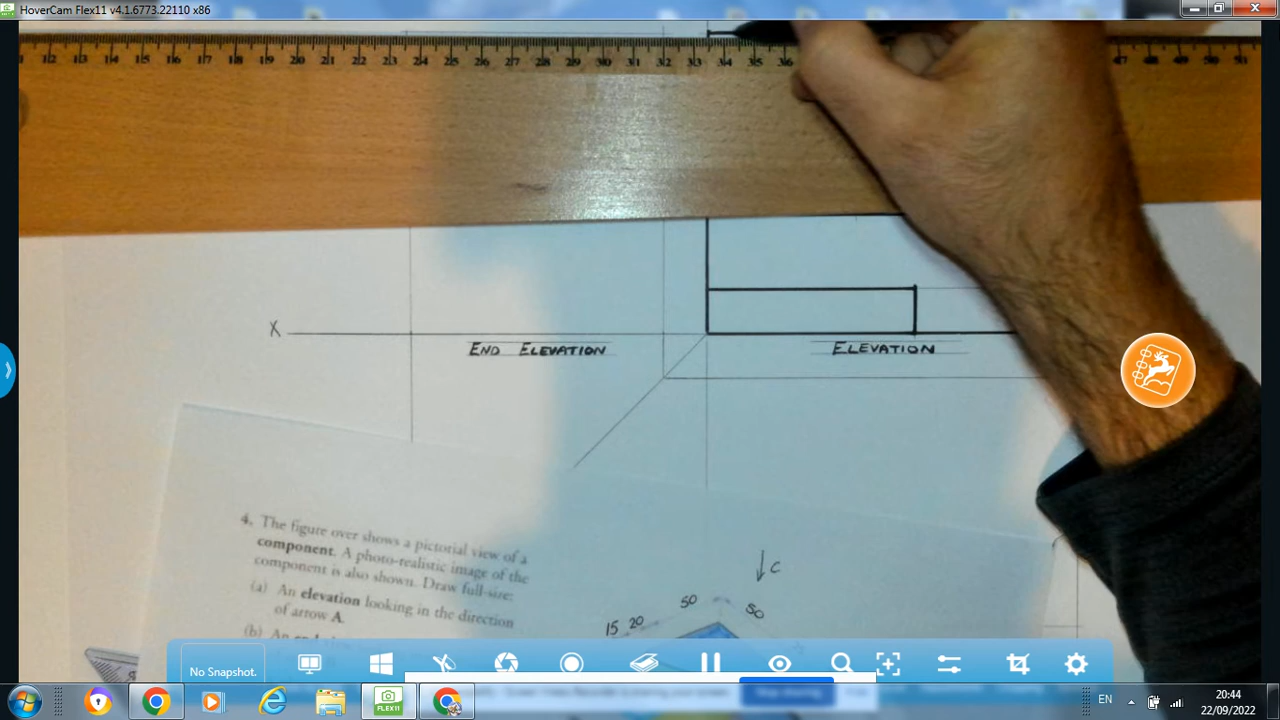 HoverCam Flex11 v4.1.6773.22110 x86
12 13 14 15 16 17 18 19 20 21 22 23 24 25 26 27 28 29 30 31 32 33 34 35 36 47 48 49 50 51
X
END ELEVATION
ELEVATION
4. The figure over shows a pictorial view of a
component. A photo-realistic image of the
component is also shown. Draw full-size:
(a) An elevation looking in the direction
of arrow A.
(b) An
C
50
50
15 20
No Snapshot.
FLEX11
EN
20:44
22/09/2022